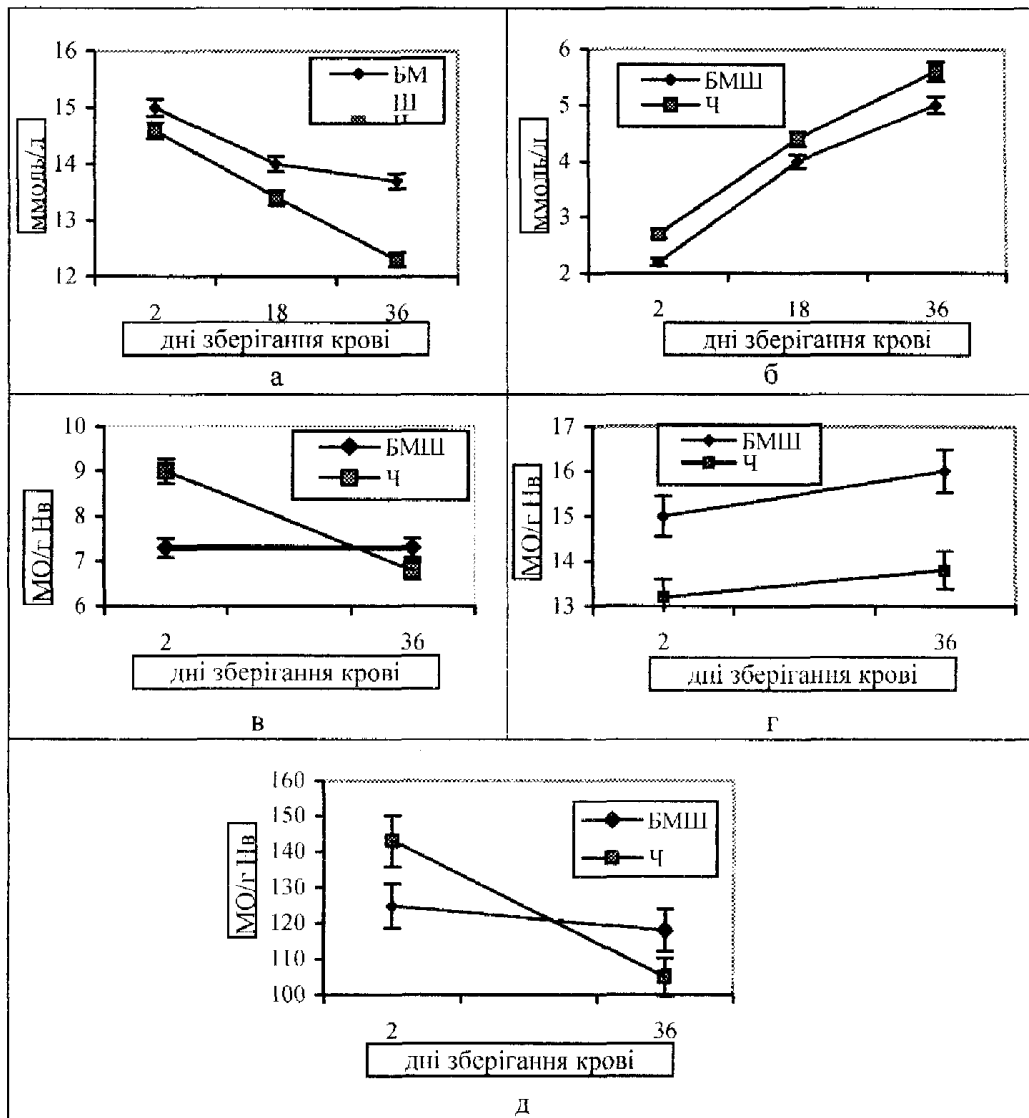 16
15
14
13
12
ммоль/л
БМ
Ш
Ч
2 18 36
дні зберігання крові
а
6
5
4
3
2
ммоль/л
БМШ
Ч
2 18 36
дні зберігання крові
б
10
9
8
7
6
МО/г Нв
БМШ
Ч
2 36
дні зберігання крові
в
17
16
15
14
13
МО/г Нв
БМШ
Ч
2 36
дні зберігання крові
г
160
150
140
130
120
110
100
МО/г Нв
БМШ
Ч
2 36
дні зберігання крові
д